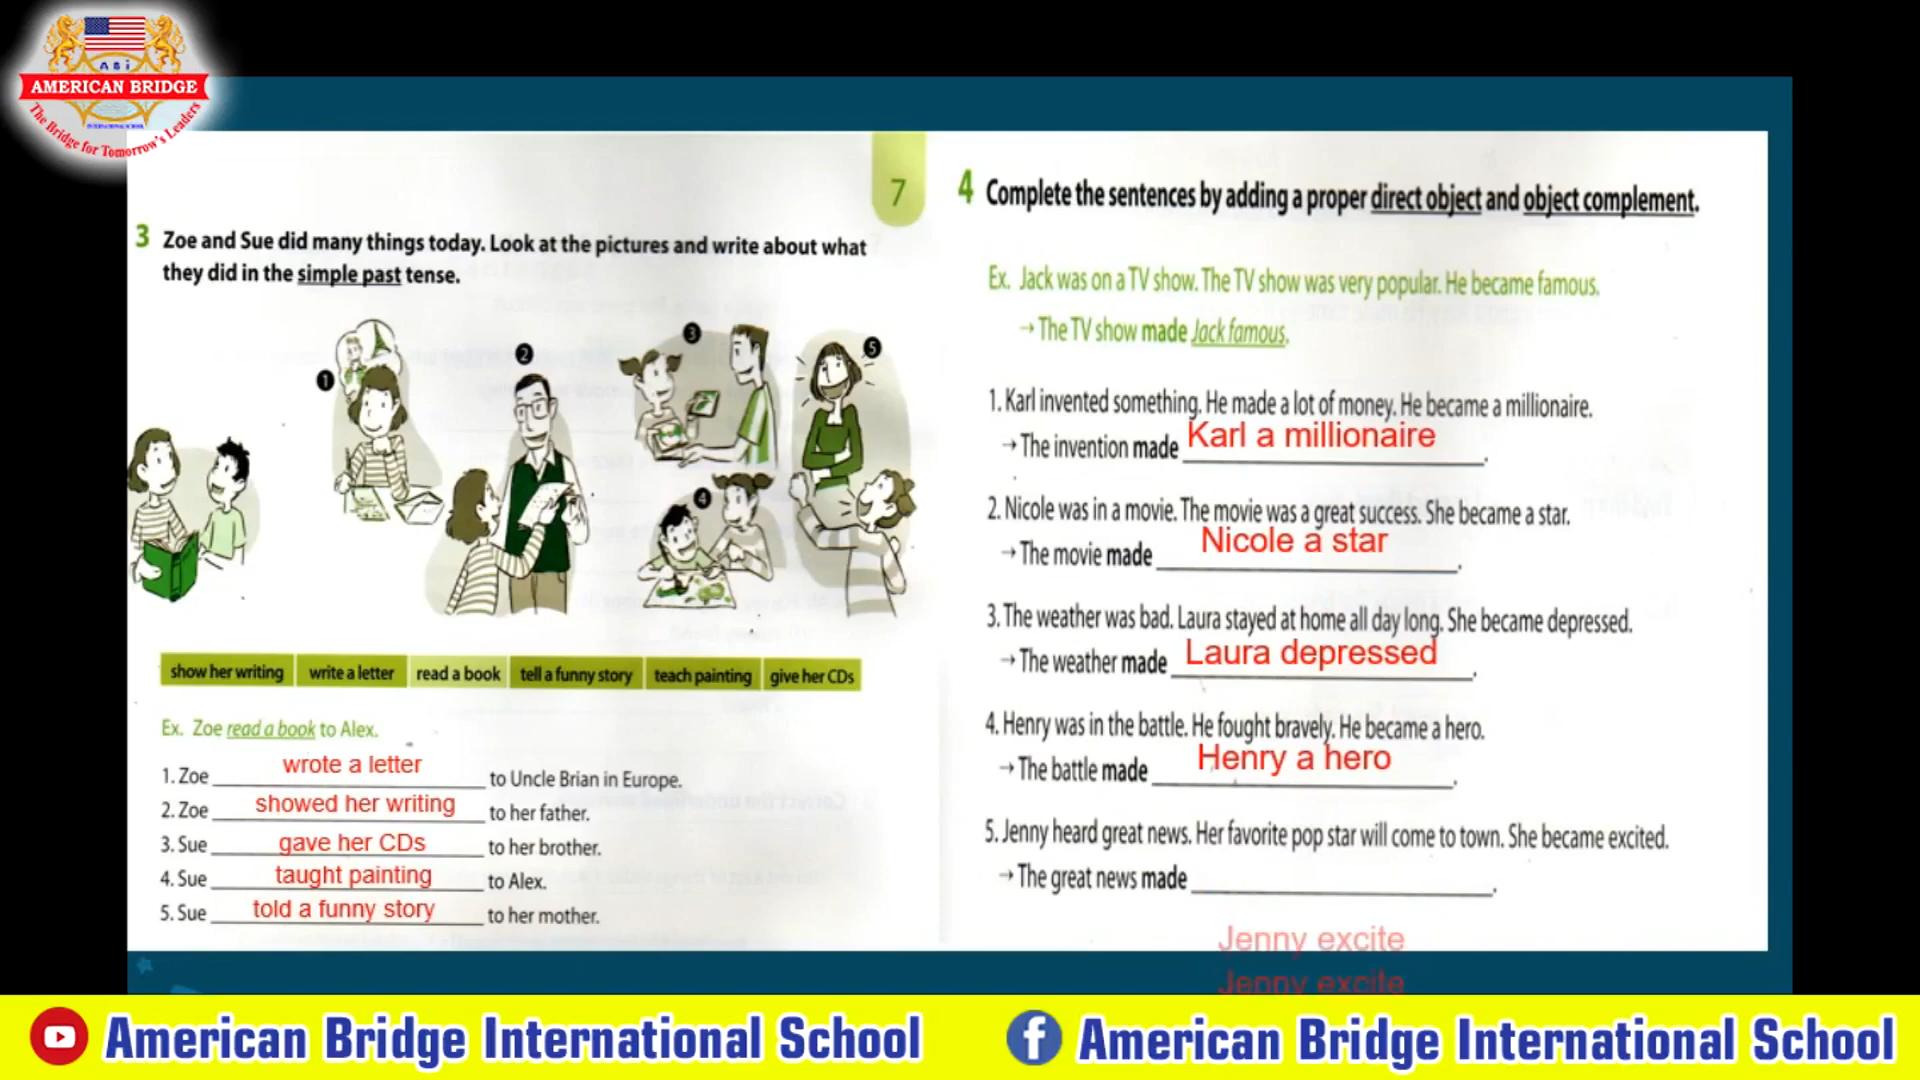 A B i
AMERICAN BRIDGE
INTERNATIONAL SCHOOL
The Bridge for Tomorrow's Leaders
7
3 Zoe and Sue did many things today. Look at the pictures and write about what
they did in the simple past tense.
1
2
3
4
5
show her writing
write a letter
read a book
tell a funny story
teach painting
give her CDs
Ex. Zoe read a book to Alex.
1. Zoe wrote a letter to Uncle Brian in Europe.
2. Zoe showed her writing to her father.
3. Sue gave her CDs to her brother.
4. Sue taught painting to Alex.
5. Sue told a funny story to her mother.
4 Complete the sentences by adding a proper direct object and object complement.
Ex. Jack was on a TV show. The TV show was very popular. He became famous.
→ The TV show made Jack famous.
1. Karl invented something. He made a lot of money. He became a millionaire.
→ The invention made Karl a millionaire.
2. Nicole was in a movie. The movie was a great success. She became a star.
→ The movie made Nicole a star.
3. The weather was bad. Laura stayed at home all day long. She became depressed.
→ The weather made Laura depressed.
4. Henry was in the battle. He fought bravely. He became a hero.
→ The battle made Henry a hero.
5. Jenny heard great news. Her favorite pop star will come to town. She became excited.
→ The great news made .
Jenny excite
Jenny excite
American Bridge International School
American Bridge International School